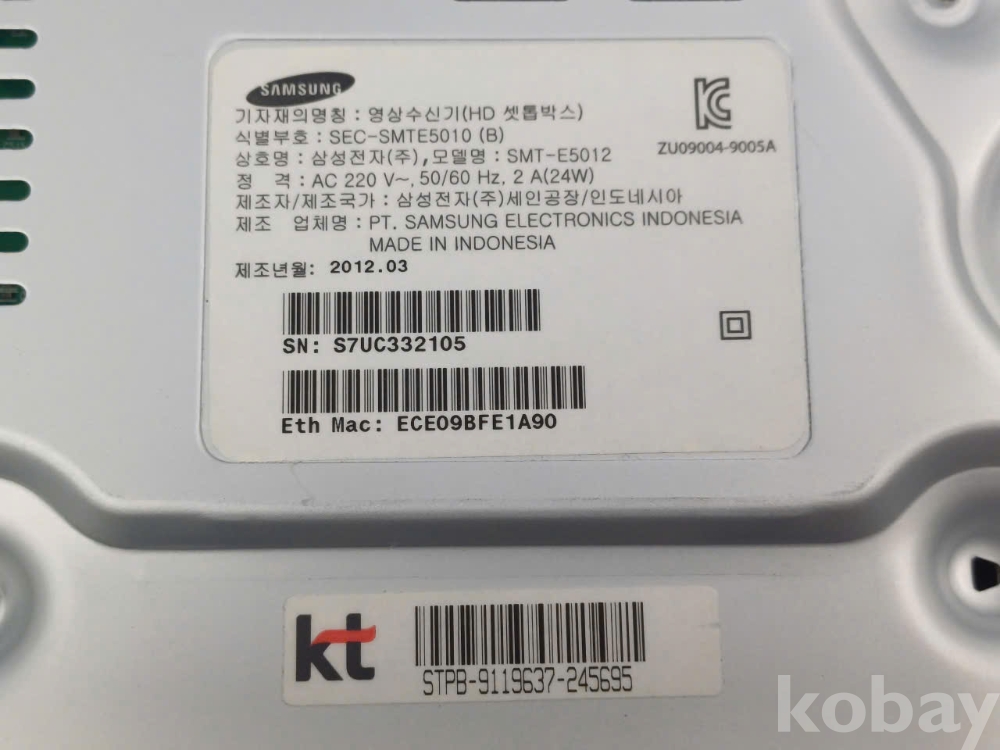 SAMSUNG
기자재의명칭 : 영상수신기(HD 셋톱박스)
식별부호 : SEC-SMTE5010 (B)
상호명 : 삼성전자(주), 모델명 : SMT-E5012
정 격 : AC 220 V~, 50/60 Hz, 2 A(24W)
제조자/제조국가 : 삼성전자(주)세인공장/인도네시아
제조 업체명 : PT. SAMSUNG ELECTRONICS INDONESIA
MADE IN INDONESIA
제조년월: 2012.03
ZU09004-9005A
SN: S7UC332105
Eth Mac: ECE09BFE1A90
kt
STPB-9119637-245695
kobay